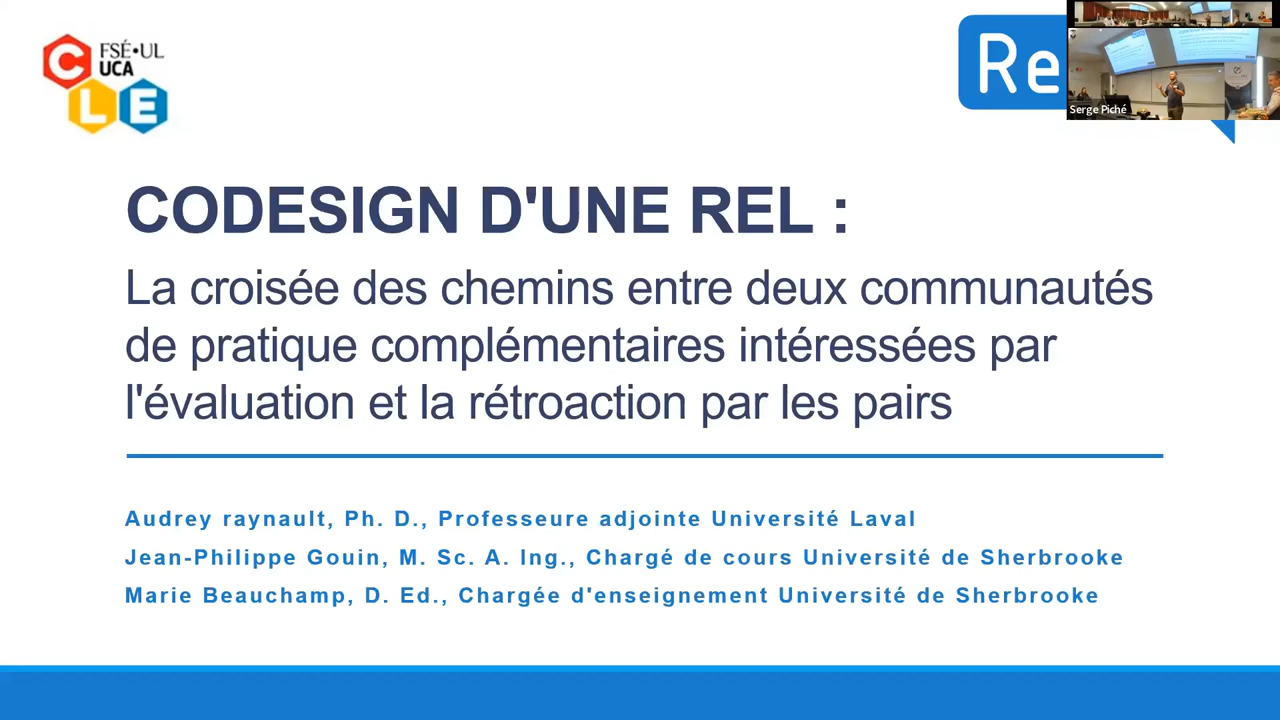 FSÉ•UL
UCA
C
L E
Re
Serge Piché
CODESIGN D'UNE REL :
La croisée des chemins entre deux communautés
de pratique complémentaires intéressées par
l'évaluation et la rétroaction par les pairs
Audrey raynault, Ph. D., Professeure adjointe Université Laval
Jean-Philippe Gouin, M. Sc. A. Ing., Chargé de cours Université de Sherbrooke
Marie Beauchamp, D. Ed., Chargée d'enseignement Université de Sherbrooke